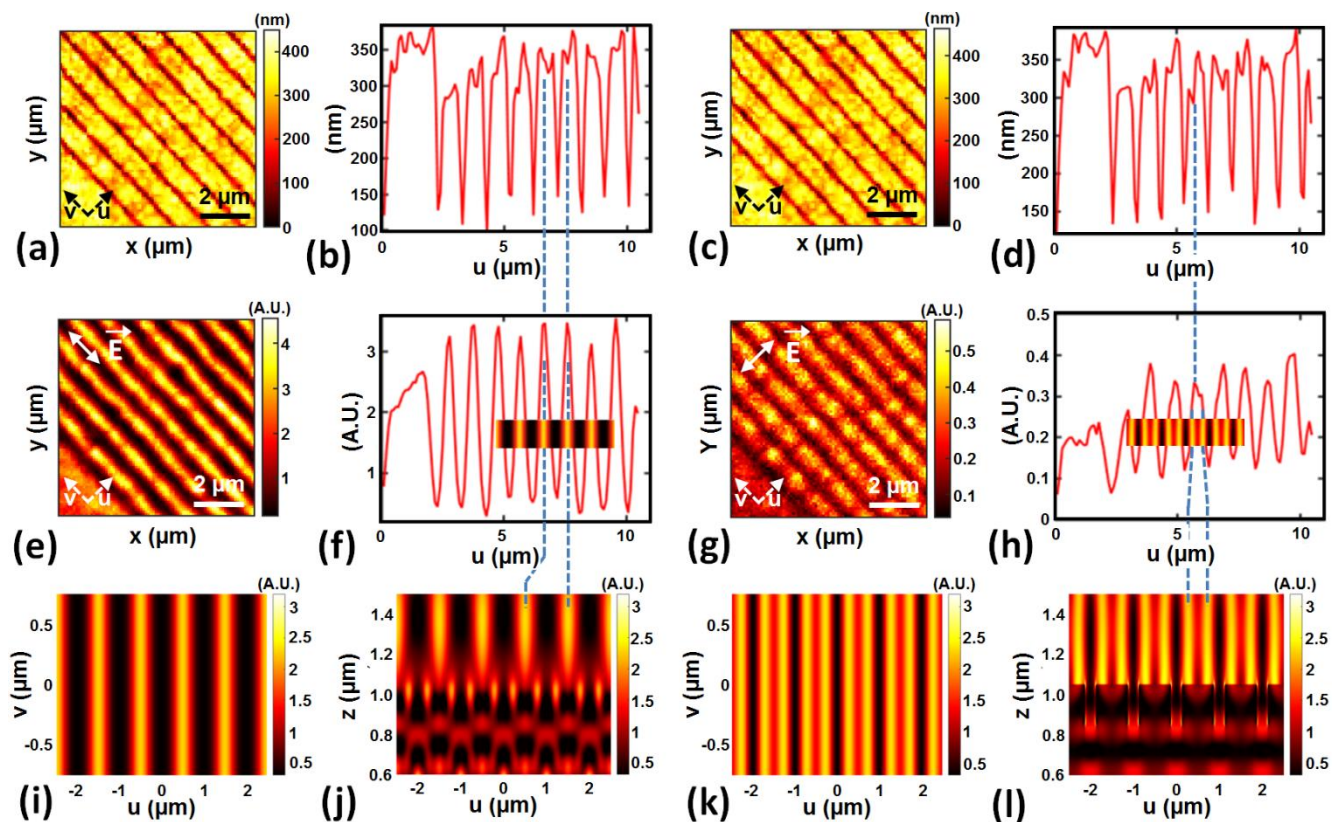 (nm)
400
300
200
100
0
y (µm)
v u
2 µm
x (µm)
(a)
(nm)
350
300
250
200
150
100
0 5 10
u (µm)
(b)
(nm)
400
300
200
100
0
y (µm)
v u
2 µm
x (µm)
(c)
(nm)
350
300
250
200
150
0 5 10
u (µm)
(d)
(A.U.)
4
3
2
1
E
y (µm)
v u
2 µm
x (µm)
(e)
(A.U.)
3
2
1
0 5 10
u (µm)
(f)
(A.U.)
0.5
0.4
0.3
0.2
0.1
E
Y (µm)
v u
2 µm
x (µm)
(g)
(A.U.)
0.5
0.4
0.3
0.2
0.1
0
0 5 10
u (µm)
(h)
(A.U.)
3
2.5
2
1.5
1
0.5
v (µm)
0.5
0
-0.5
-2 -1 0 1 2
u (µm)
(i)
(A.U.)
3
2.5
2
1.5
1
0.5
z (µm)
1.4
1.2
1.0
0.8
0.6
-2 -1 0 1 2
u (µm)
(j)
(A.U.)
3
2.5
2
1.5
1
0.5
v (µm)
0.5
0
-0.5
-2 -1 0 1 2
u (µm)
(k)
(A.U.)
3
2.5
2
1.5
1
0.5
z (µm)
1.4
1.2
1.0
0.8
0.6
-2 -1 0 1 2
u (µm)
(l)